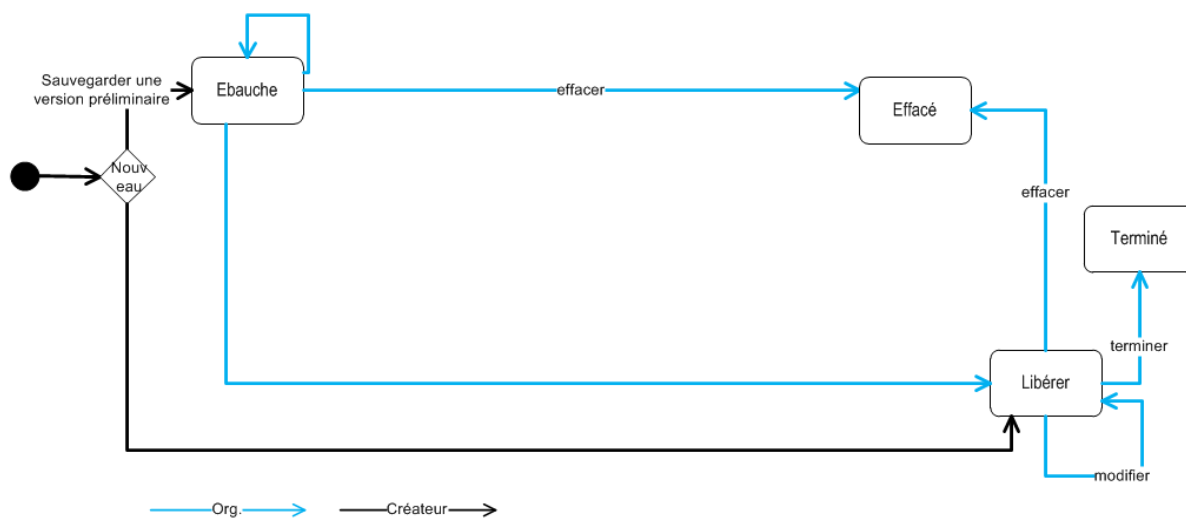 Sauvegarder une
version préliminaire
Ebauche
effacer
Effacé
Nouv
eau
effacer
Terminé
terminer
Libérer
modifier
Org.
Créateur